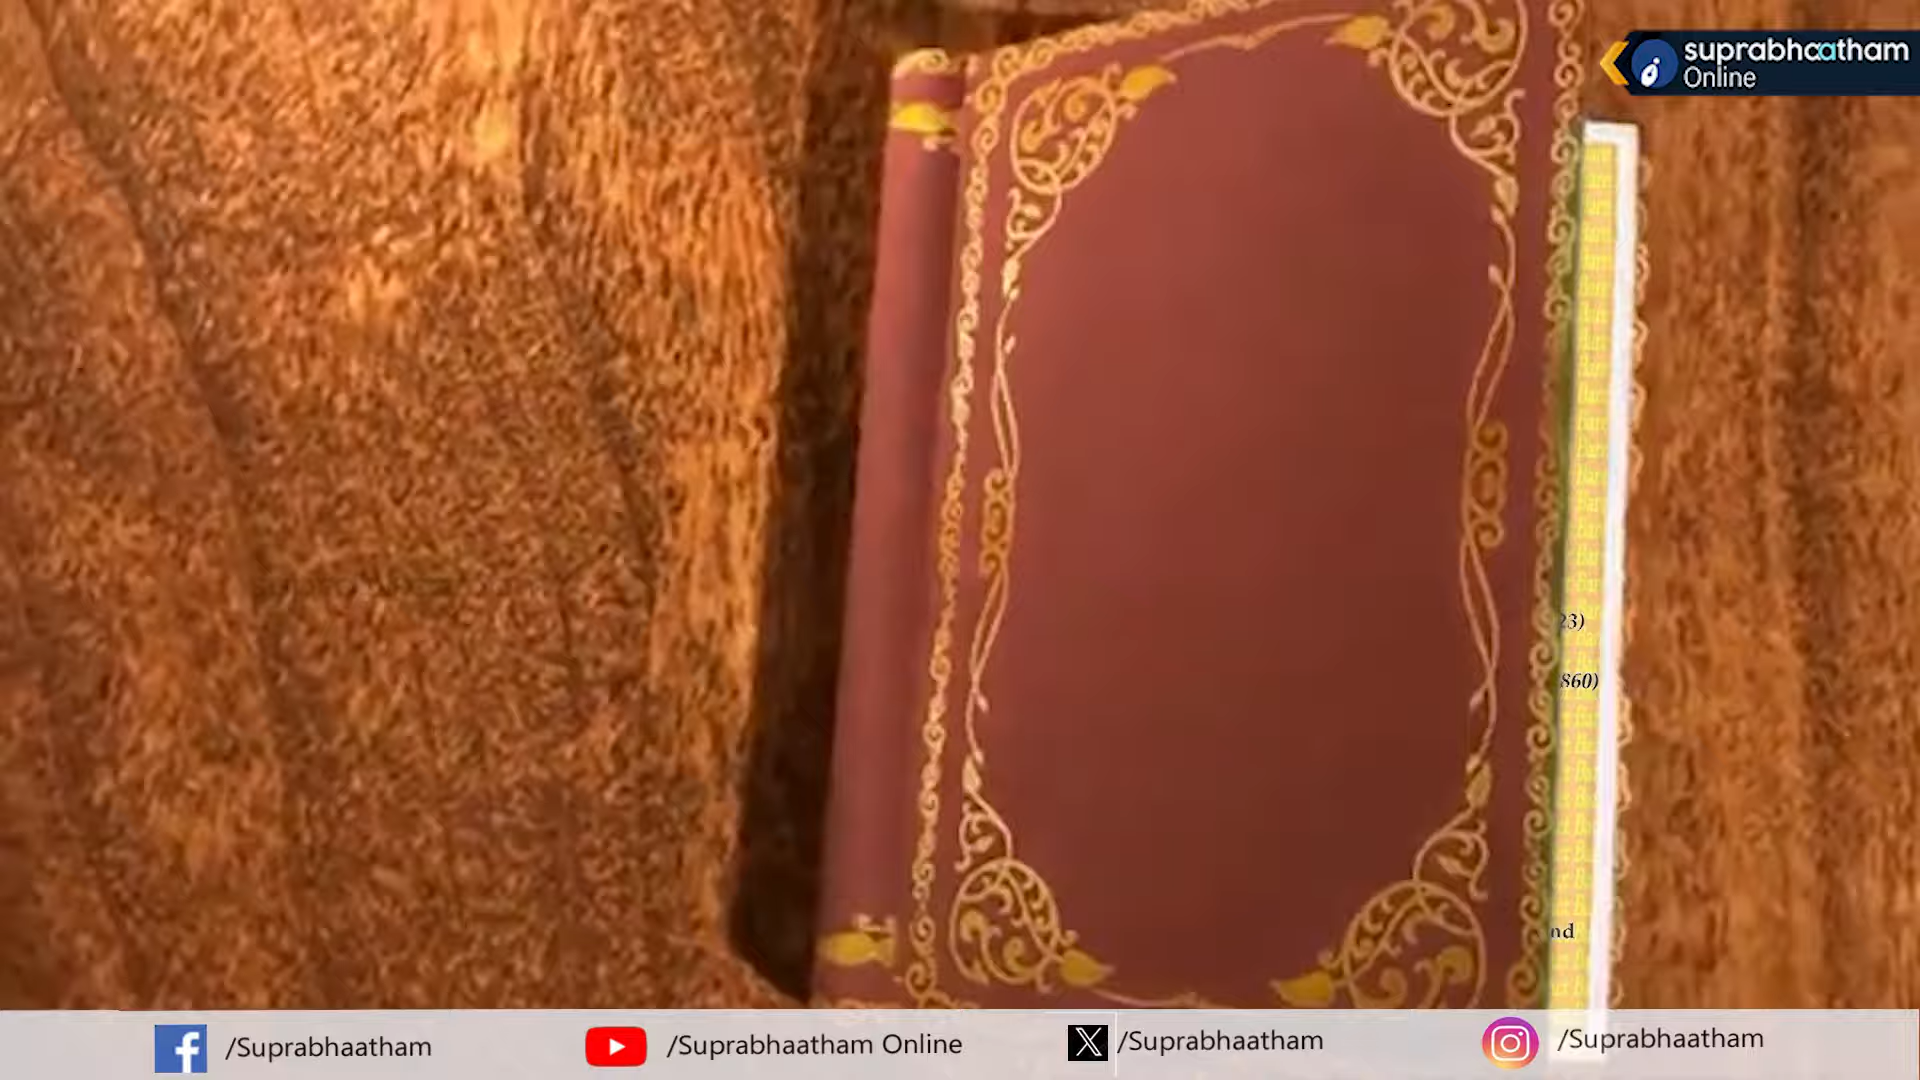 suprabhaatham
Online
23)
860)
nd
/Suprabhaatham
/Suprabhaatham Online
/Suprabhaatham
/Suprabhaatham